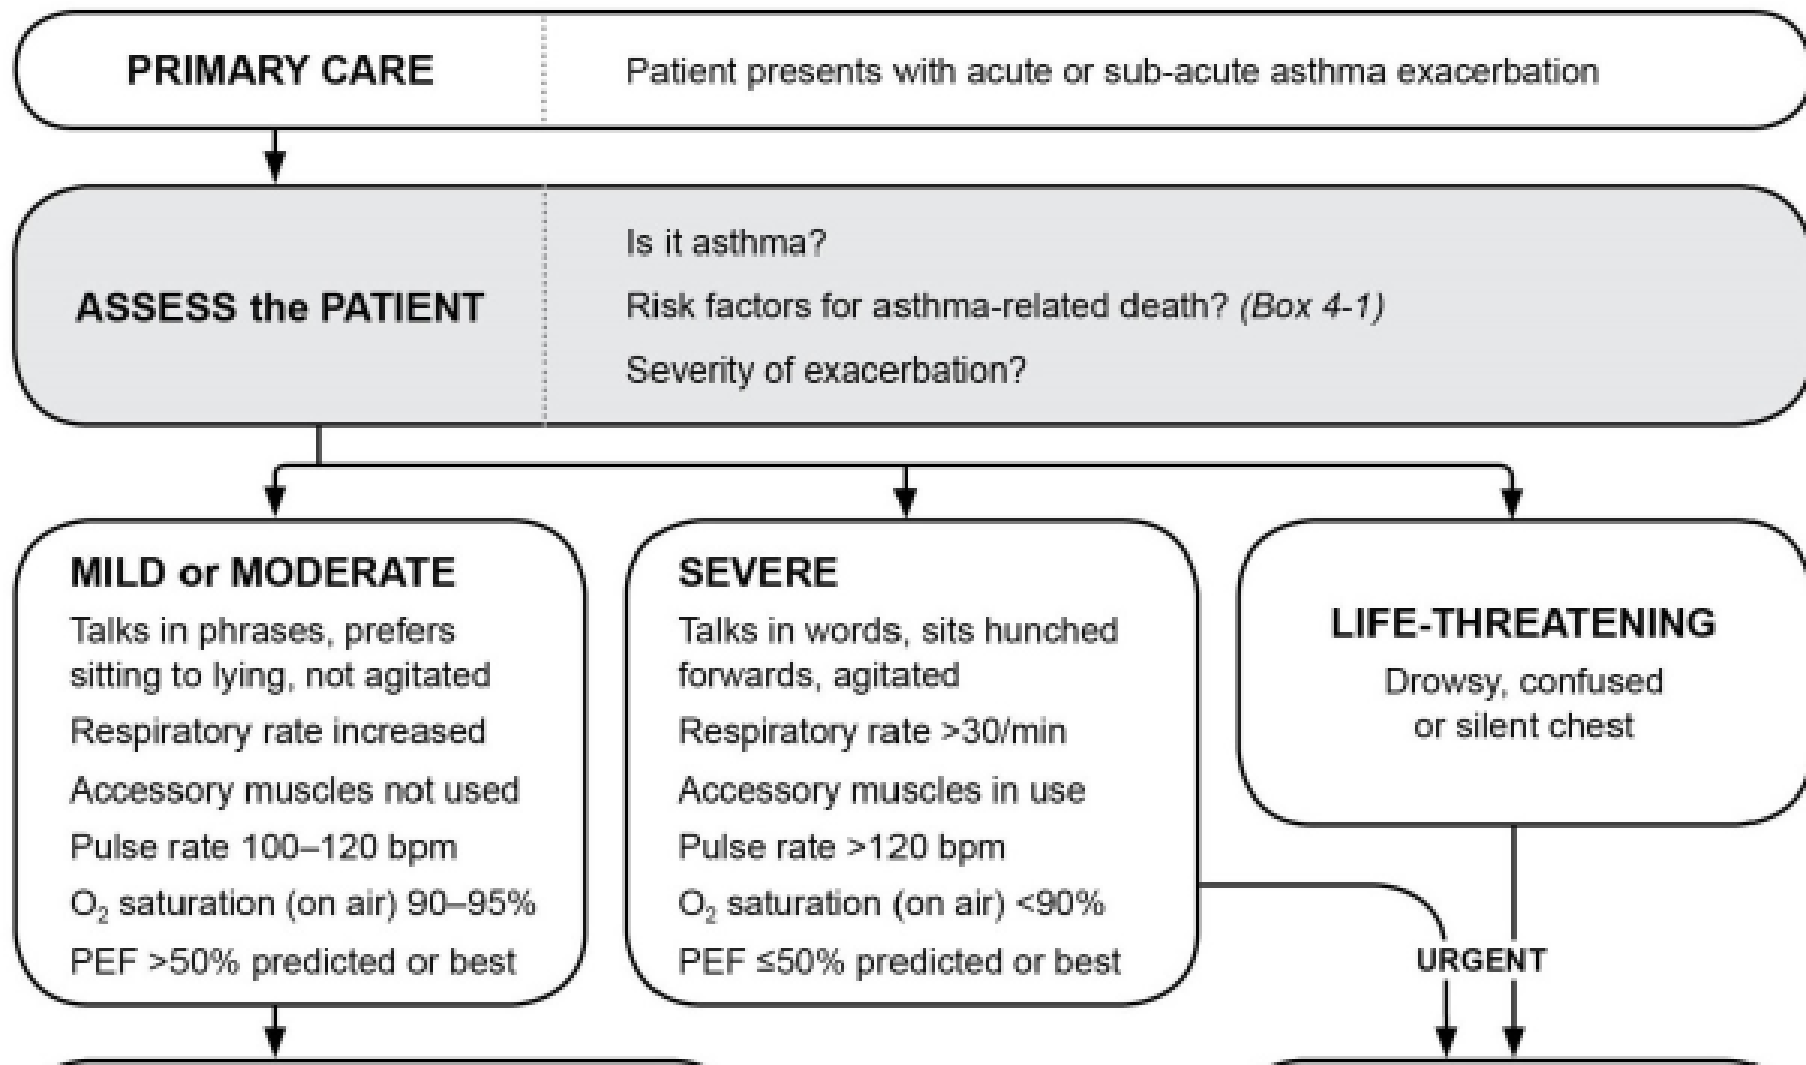 PRIMARY CARE
Patient presents with acute or sub-acute asthma exacerbation
ASSESS the PATIENT
Is it asthma?
Risk factors for asthma-related death? (Box 4-1)
Severity of exacerbation?
MILD or MODERATE
Talks in phrases, prefers
sitting to lying, not agitated
Respiratory rate increased
Accessory muscles not used
Pulse rate 100–120 bpm
O₂ saturation (on air) 90–95%
PEF >50% predicted or best
SEVERE
Talks in words, sits hunched
forwards, agitated
Respiratory rate >30/min
Accessory muscles in use
Pulse rate >120 bpm
O₂ saturation (on air) <90%
PEF ≤50% predicted or best
LIFE-THREATENING
Drowsy, confused
or silent chest
URGENT